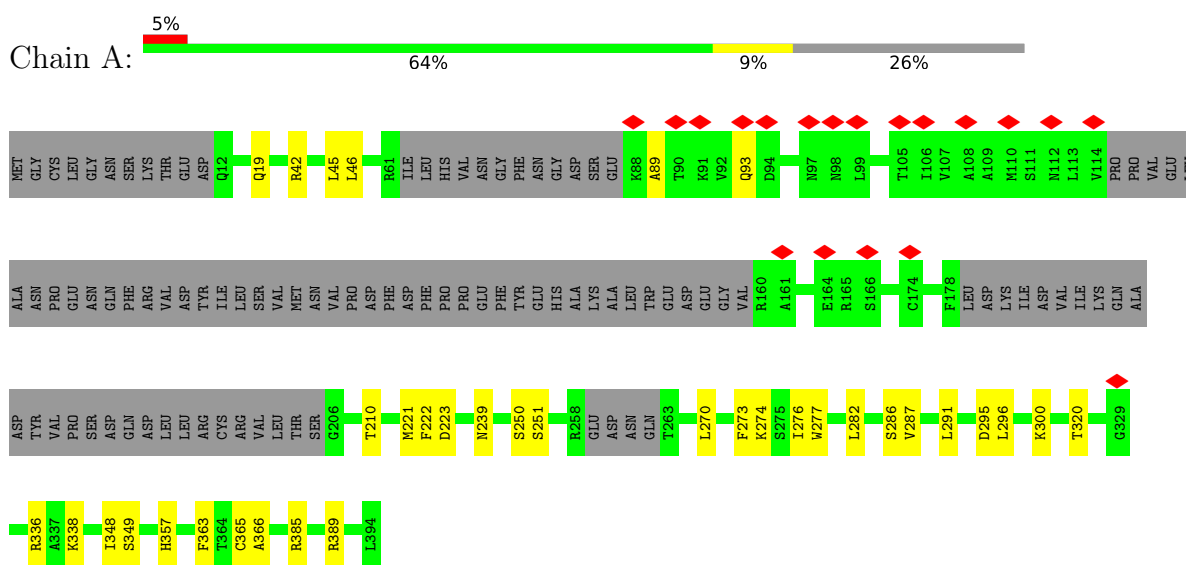 5%
Chain A:
64% 9% 26%
MET GLY CYS LEU GLY ASN SER LYS THR GLU ASP Q12 Q19 R42 L45 L46 R61 ILE LEU HIS VAL ASN GLY PHE ASN GLY ASP SER GLU K88 A89 T90 K91 V92 Q93 D94 N97 N98 L99 T105 I106 V107 A108 A109 M110 S111 N112 L113 V114 PRO PRO VAL GLU
ALA ASN PRO GLU ASN GLN PHE ARG VAL ASP TYR ILE LEU SER VAL MET ASN VAL PRO ASP PHE ASP PHE PRO PRO GLU PHE TYR GLU HIS ALA LYS ALA LEU TRP GLU ASP GLU GLY VAL R160 A161 E164 R165 S166 C174 F178 LEU ASP LYS ILE ASP VAL ILE LYS GLN ALA
ASP TYR VAL PRO SER ASP GLN ASP LEU LEU ARG CYS ARG VAL LEU THR SER G206 T210 M221 F222 D223 N239 S250 S251 R258 GLU ASP ASN GLN T263 L270 F273 K274 S275 I276 W277 L282 S286 V287 L291 D295 L296 K300 T320 G329
R336 A337 K338 I348 S349 H357 F363 T364 C365 A366 R385 R389 L394